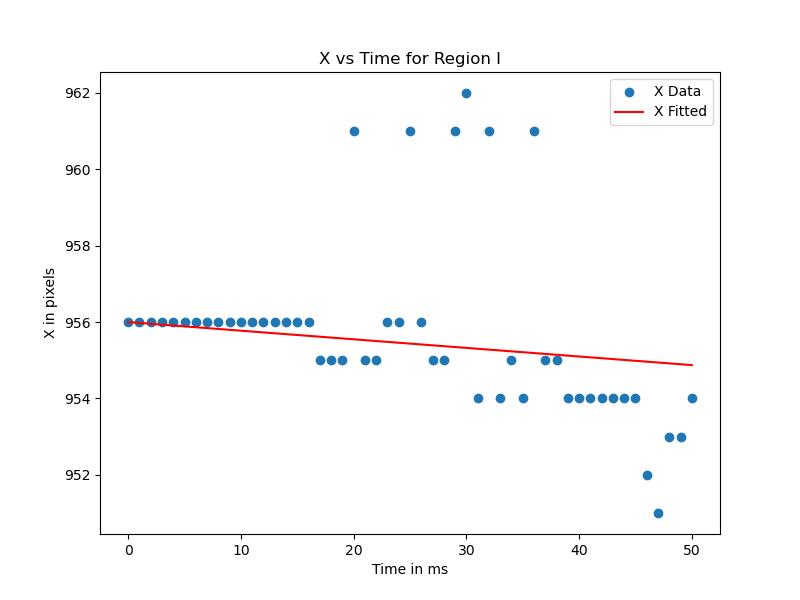 X vs Time for Region I
X Data
X Fitted
962
960
958
956
954
952
X in pixels
0 10 20 30 40 50
Time in ms